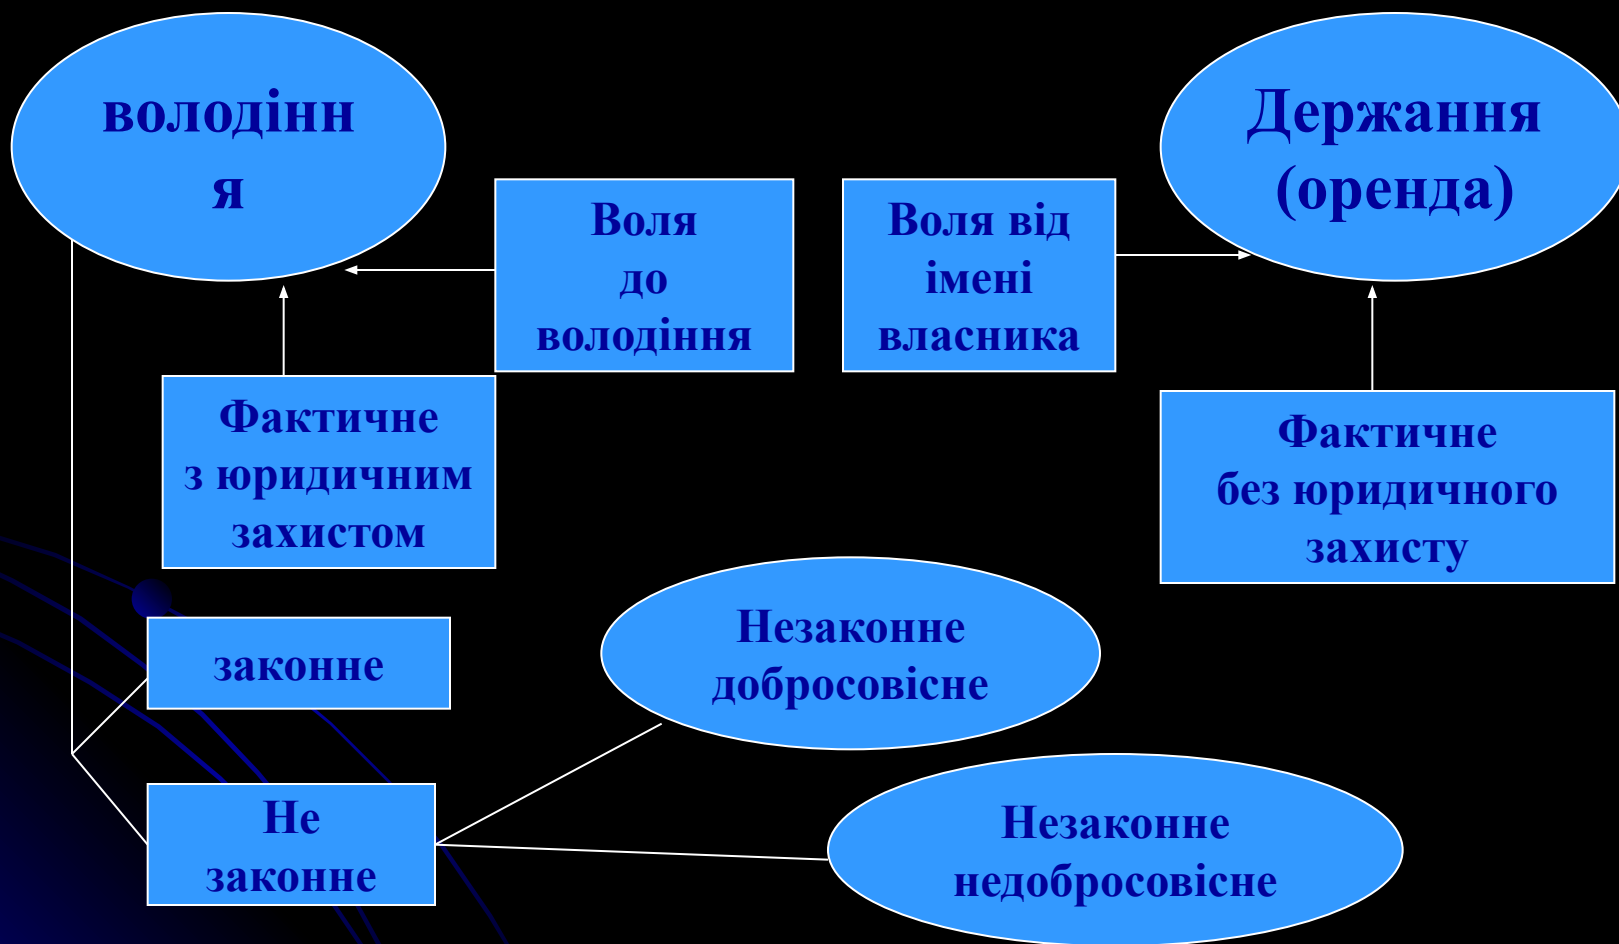 володінн
я
Воля
до
володіння
Воля від
імені
власника
Держання
(оренда)
Фактичне
з юридичним
захистом
Фактичне
без юридичного
захисту
законне
Не
законне
Незаконне
добросовісне
Незаконне
недобросовісне